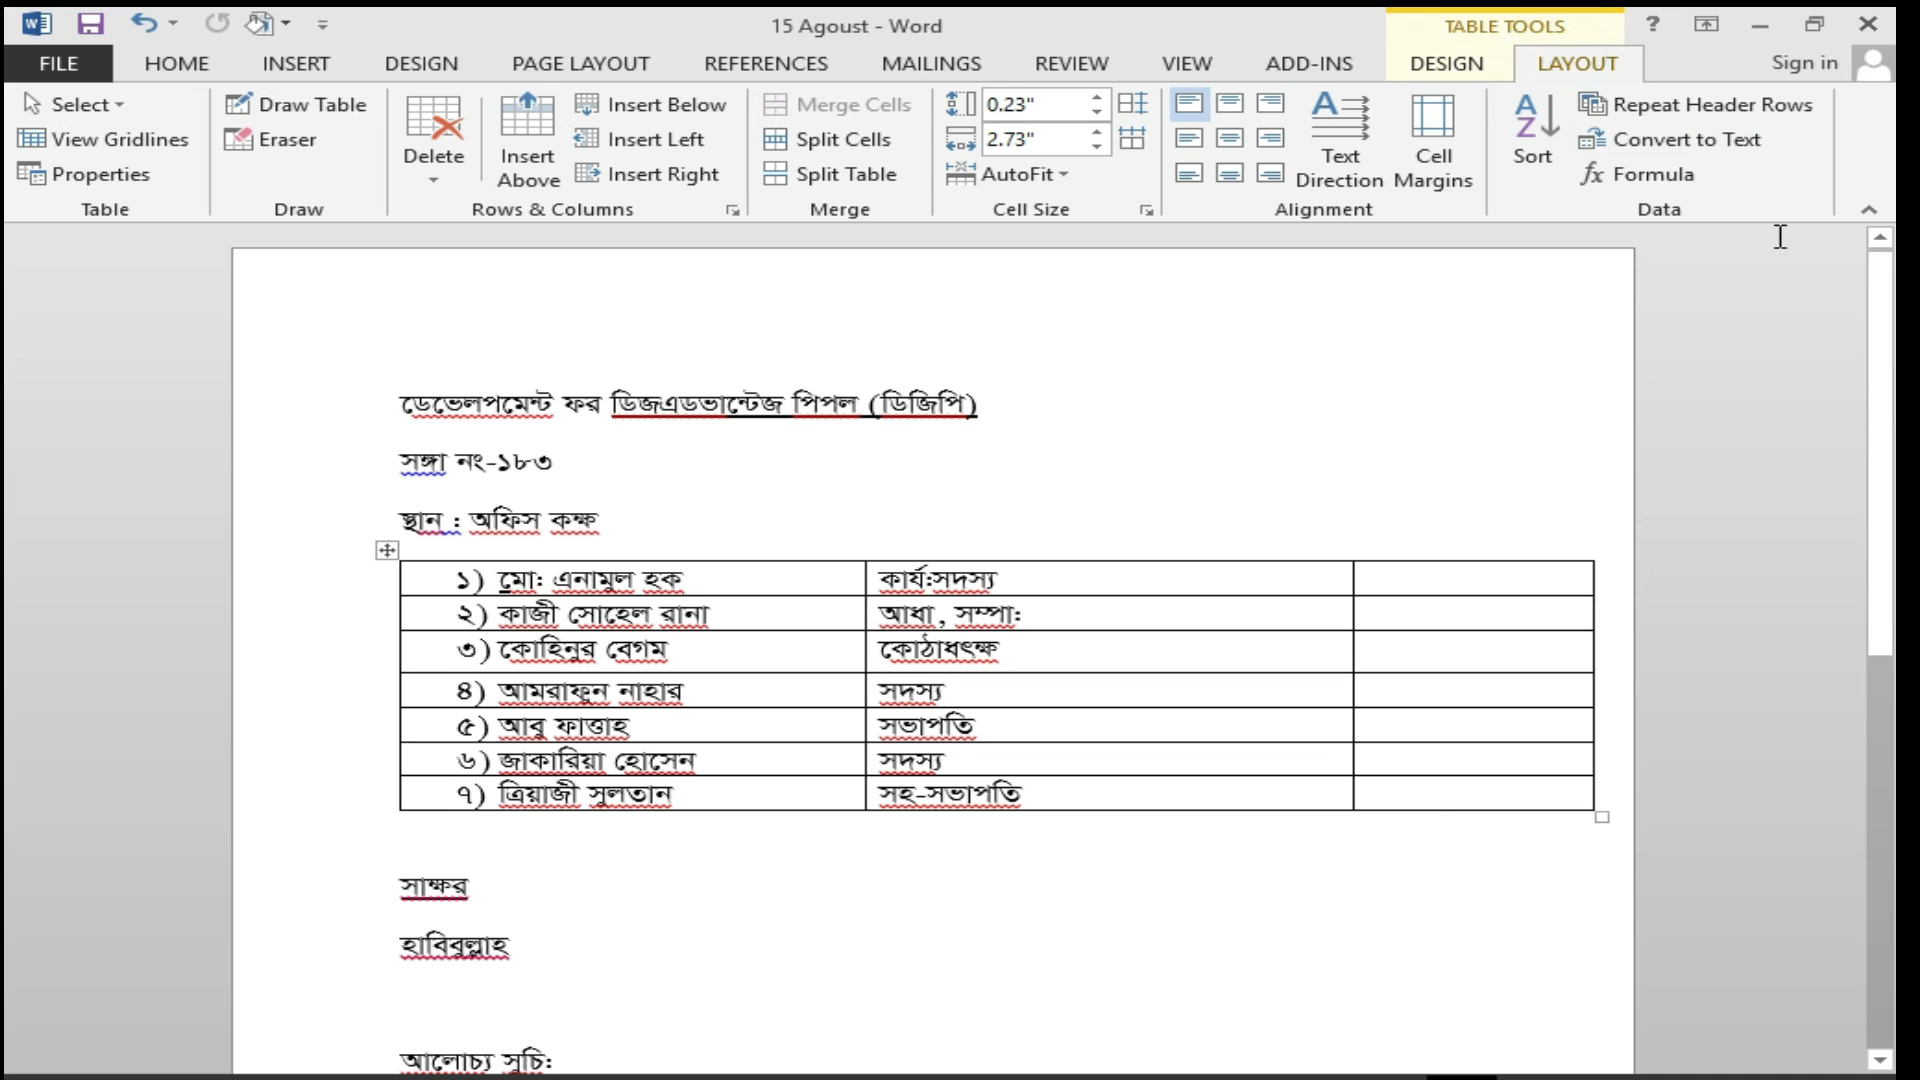 15 Agoust - Word
TABLE TOOLS
?
FILE HOME INSERT DESIGN PAGE LAYOUT REFERENCES MAILINGS REVIEW VIEW ADD-INS DESIGN LAYOUT Sign in
Select
View Gridlines
Properties
Table
Draw Table
Eraser
Draw
Delete
Insert Above
Insert Below
Insert Left
Insert Right
Rows & Columns
Merge Cells
Split Cells
Split Table
Merge
0.23"
2.73"
AutoFit
Cell Size
Text Direction
Cell Margins
Alignment
Sort
Repeat Header Rows
Convert to Text
Formula
Data
ডেভেলপমেন্ট ফর ডিজএডভান্টেজ পিপল (ডিজিপি)
সঙ্গা নং-১৮৩
স্থান : অফিস কক্ষ
১) মো: এনামুল হক কার্য:সদস্য
২) কাজী সোহেল রানা আধা, সম্পা:
৩) কোহিনুর বেগম কোঠাধৎক্ষ
৪) আমরাফুন নাহার সদস্য
৫) আবু ফাত্তাহ সভাপতি
৬) জাকারিয়া হোসেন সদস্য
৭) ত্রিয়াজী সুলতান সহ-সভাপতি
সাক্ষর
হাবিবুল্লাহ
আলোচ্য সুচি: